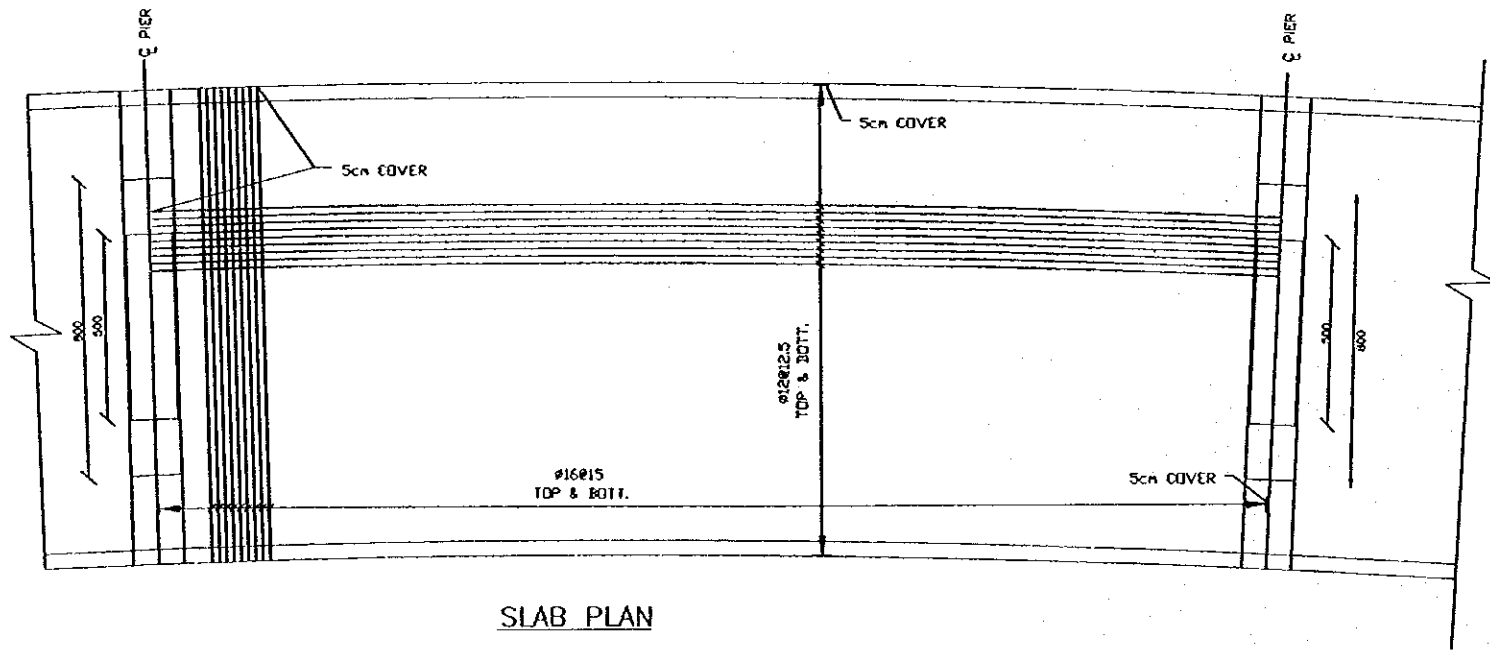 ℄ PIER
℄ PIER
5cm COVER
5cm COVER
800
500
500
800
ø12@12.5
TOP & BOTT.
ø16@15
TOP & BOTT.
5cm COVER
SLAB PLAN